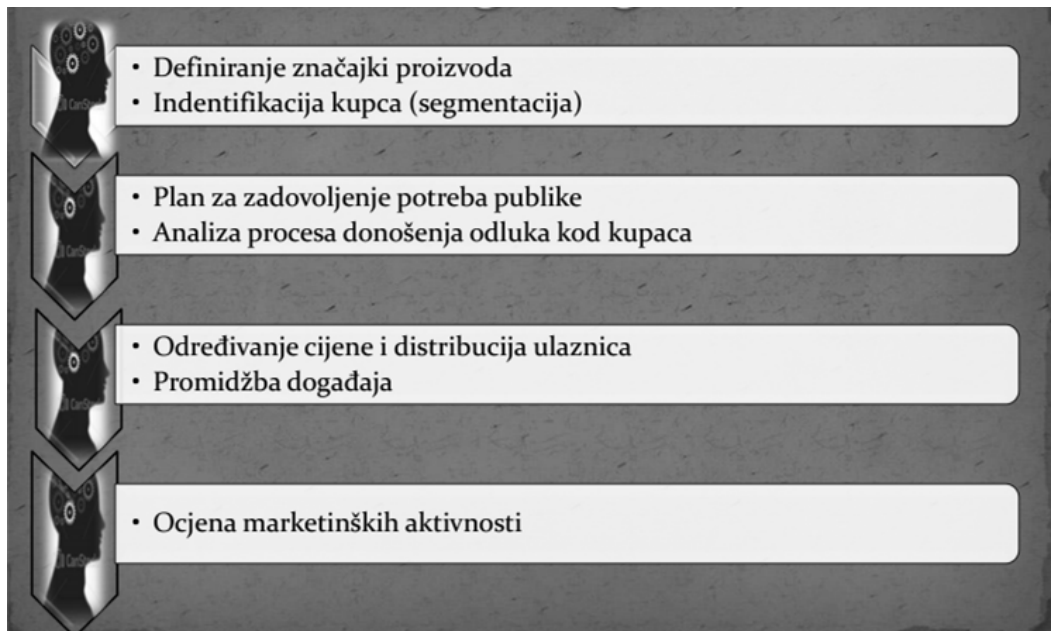 • Definiranje značajki proizvoda
• Indentifikacija kupca (segmentacija)
• Plan za zadovoljenje potreba publike
• Analiza procesa donošenja odluka kod kupaca
• Određivanje cijene i distribucija ulaznica
• Promidžba događaja
• Ocjena marketinških aktivnosti